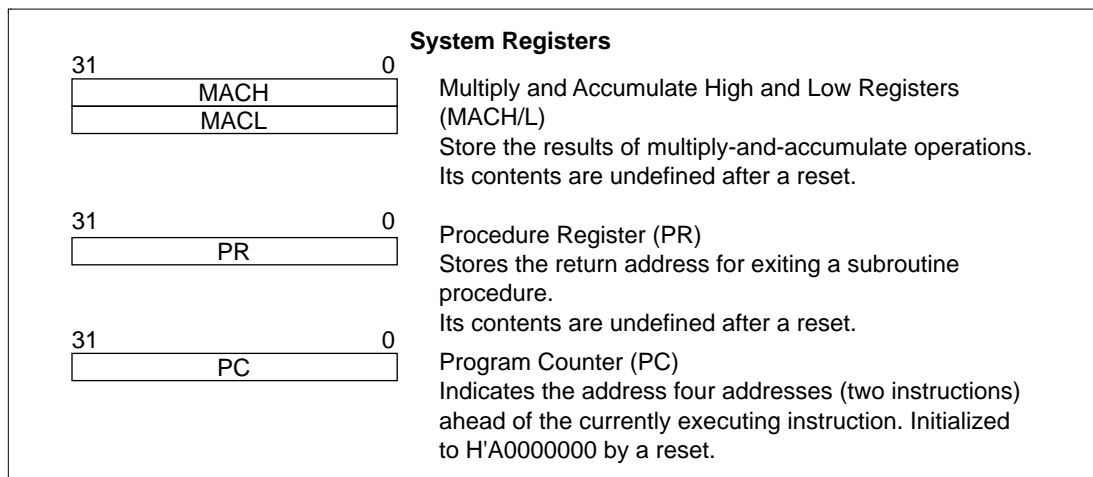 System Registers
31 0
MACH
MACL
Multiply and Accumulate High and Low Registers
(MACH/L)
Store the results of multiply-and-accumulate operations.
Its contents are undefined after a reset.
31 0
PR
Procedure Register (PR)
Stores the return address for exiting a subroutine
procedure.
Its contents are undefined after a reset.
31 0
PC
Program Counter (PC)
Indicates the address four addresses (two instructions)
ahead of the currently executing instruction. Initialized
to H'A0000000 by a reset.